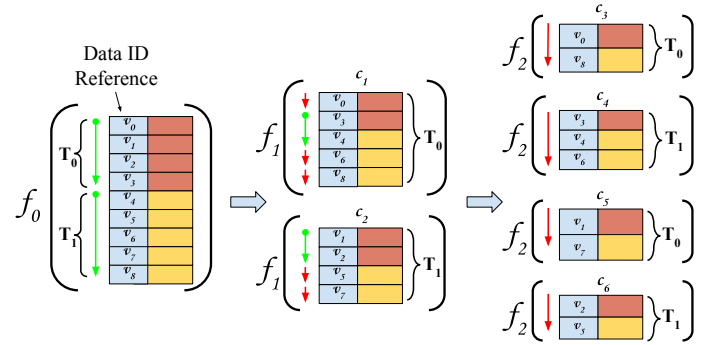 Data ID
Reference
f0
T0
T1
v0
v1
v2
v3
v4
v5
v6
v7
v8
c1
f1
v0
v3
v4
v6
v8
T0
c2
f1
v1
v2
v5
v7
T1
c3
f2
v0
v8
T0
c4
f2
v3
v4
v6
T1
c5
f2
v1
v7
T0
c6
f2
v2
v5
T1